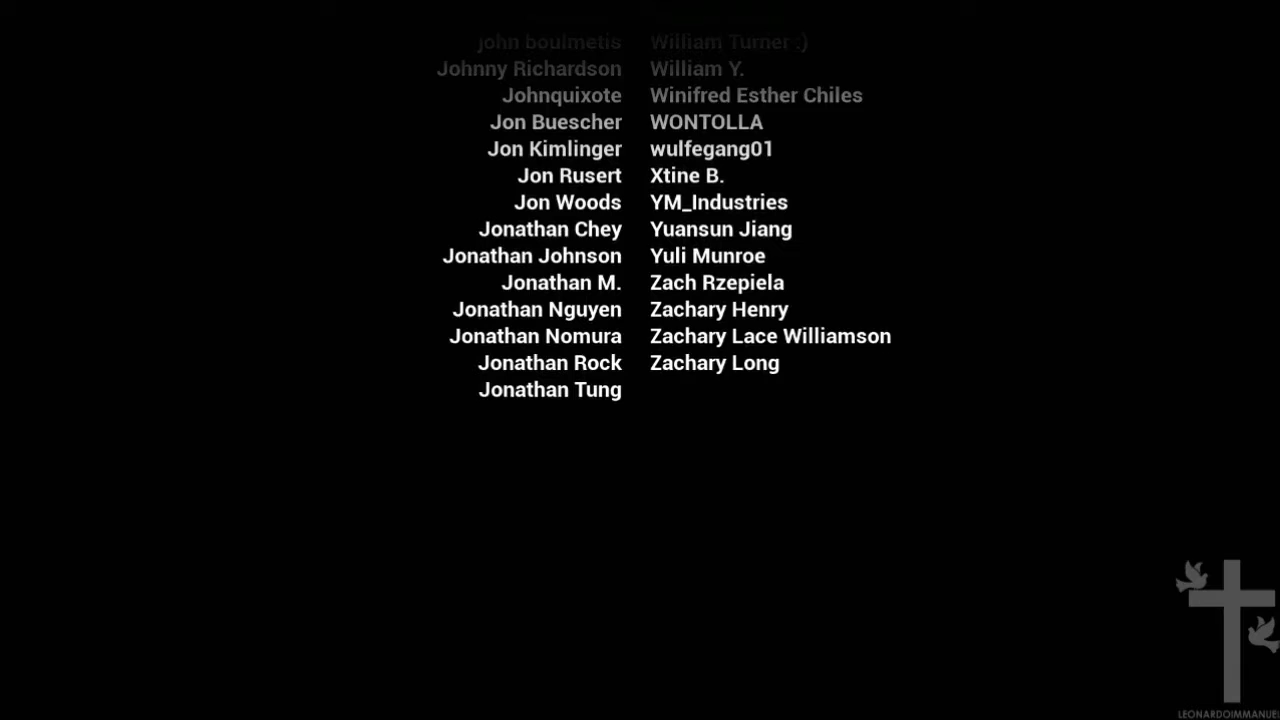 john boulmetis William Turner :)
Johnny Richardson William Y.
Johnquixote Winifred Esther Chiles
Jon Buescher WONTOLLA
Jon Kimlinger wulfegang01
Jon Rusert Xtine B.
Jon Woods YM_Industries
Jonathan Chey Yuansun Jiang
Jonathan Johnson Yuli Munroe
Jonathan M. Zach Rzepiela
Jonathan Nguyen Zachary Henry
Jonathan Nomura Zachary Lace Williamson
Jonathan Rock Zachary Long
Jonathan Tung
LEONARDOIMMANUEL